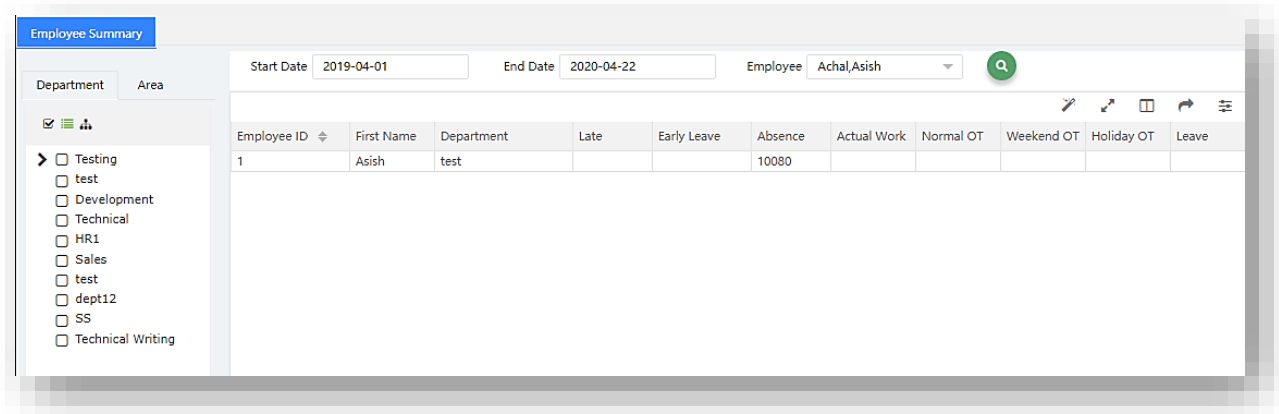 Employee Summary
Start Date 2019-04-01 End Date 2020-04-22 Employee Achal,Asish
Department Area
Employee ID First Name Department Late Early Leave Absence Actual Work Normal OT Weekend OT Holiday OT Leave
1 Asish test 10080
Testing
test
Development
Technical
HR1
Sales
test
dept12
SS
Technical Writing